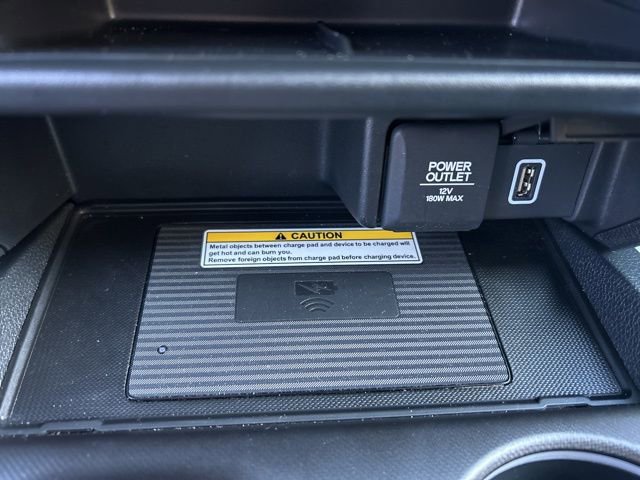 POWER
OUTLET
12V
180W MAX
CAUTION
Metal objects between charge pad and device to be charged will
get hot and can burn you.
Remove foreign objects from charge pad before charging device.